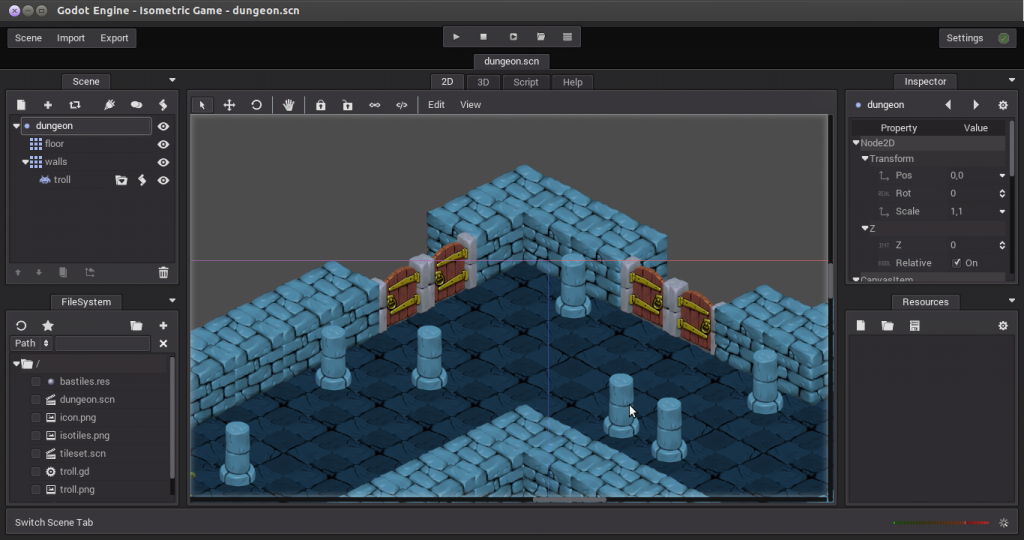 Godot Engine - Isometric Game - dungeon.scn
Scene Import Export
Settings
dungeon.scn
Scene
2D 3D Script Help
Inspector
Edit View
dungeon
floor
walls
troll
dungeon
Property Value
Node2D
Transform
Pos 0,0
Rot 0
Scale 1,1
Z
INT Z 0
Relative On
CanvasItem
FileSystem
Path
/
bastiles.res
dungeon.scn
icon.png
isotiles.png
tileset.scn
troll.gd
troll.png
Resources
Switch Scene Tab